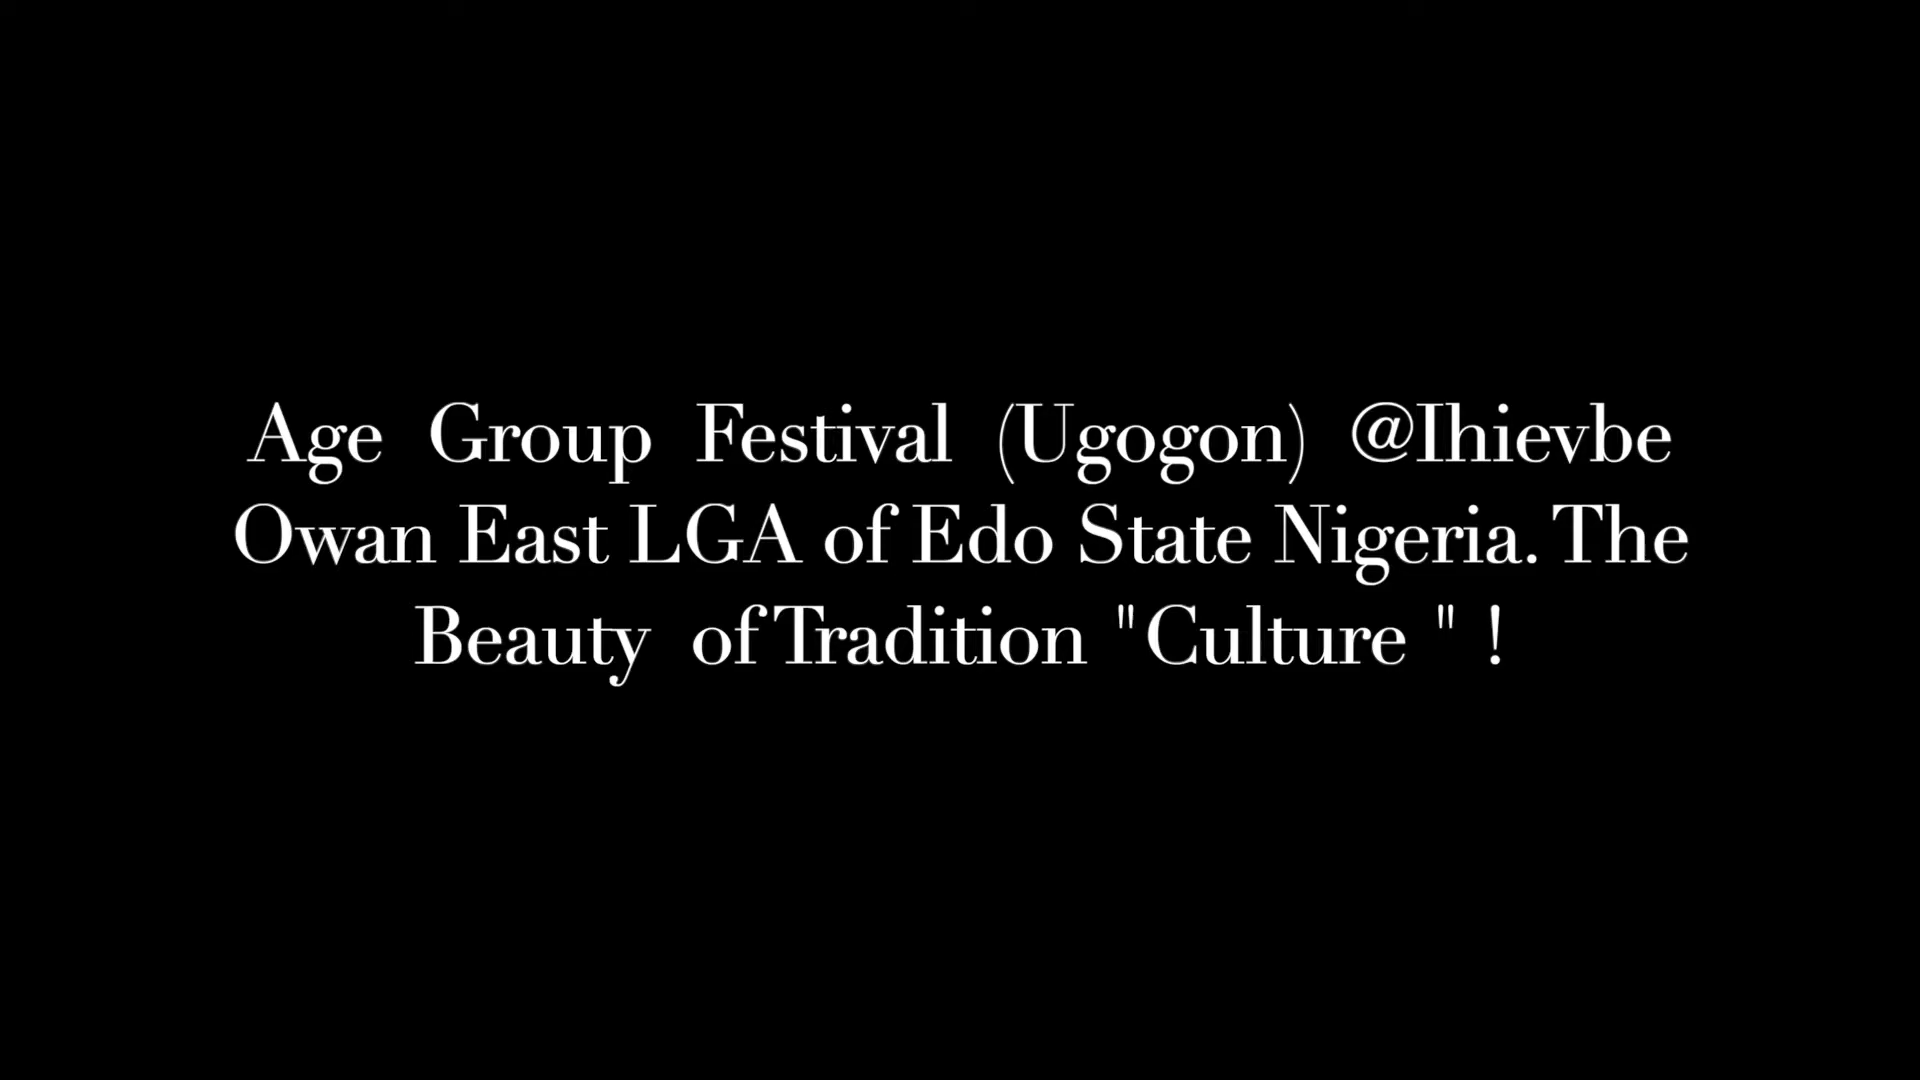 Age Group Festival (Ugogon) @Ihievbe
Owan East LGA of Edo State Nigeria. The
Beauty of Tradition "Culture " !